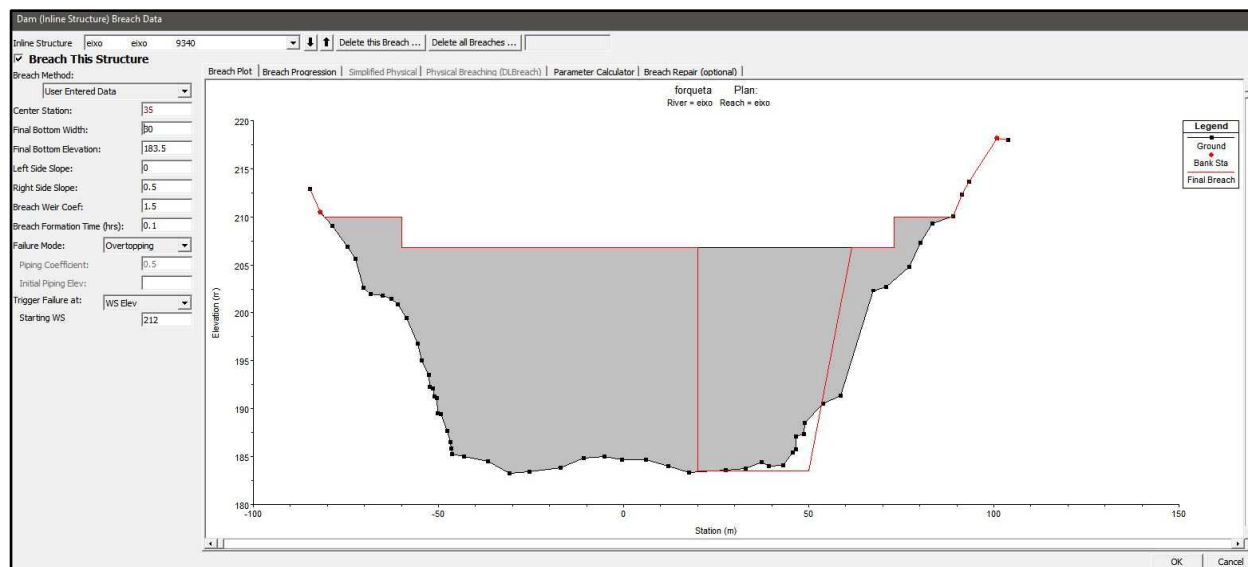 Dam (Inline Structure) Breach Data
Inline Structure eixo eixo 9340 Delete this Breach ... Delete all Breaches ...
Breach This Structure
Breach Method:
User Entered Data
Center Station: 35
Final Bottom Width: 30
Final Bottom Elevation: 183.5
Left Side Slope: 0
Right Side Slope: 0.5
Breach Weir Coef: 1.5
Breach Formation Time (hrs): 0.1
Failure Mode: Overtopping
Piping Coefficient: 0.5
Initial Piping Elev:
Trigger Failure at: WS Elev
Starting WS 212
Breach Plot Breach Progression Simplified Physical Physical Breaching (DLBreach) Parameter Calculator Breach Repair (optional)
forqueta Plan:
River = eixo Reach = eixo
220
215
210
205
200
195
190
185
180
Elevation (m)
-100 -50 0 50 100 150
Station (m)
Legend
Ground
Bank Sta
Final Breach
OK Cancel